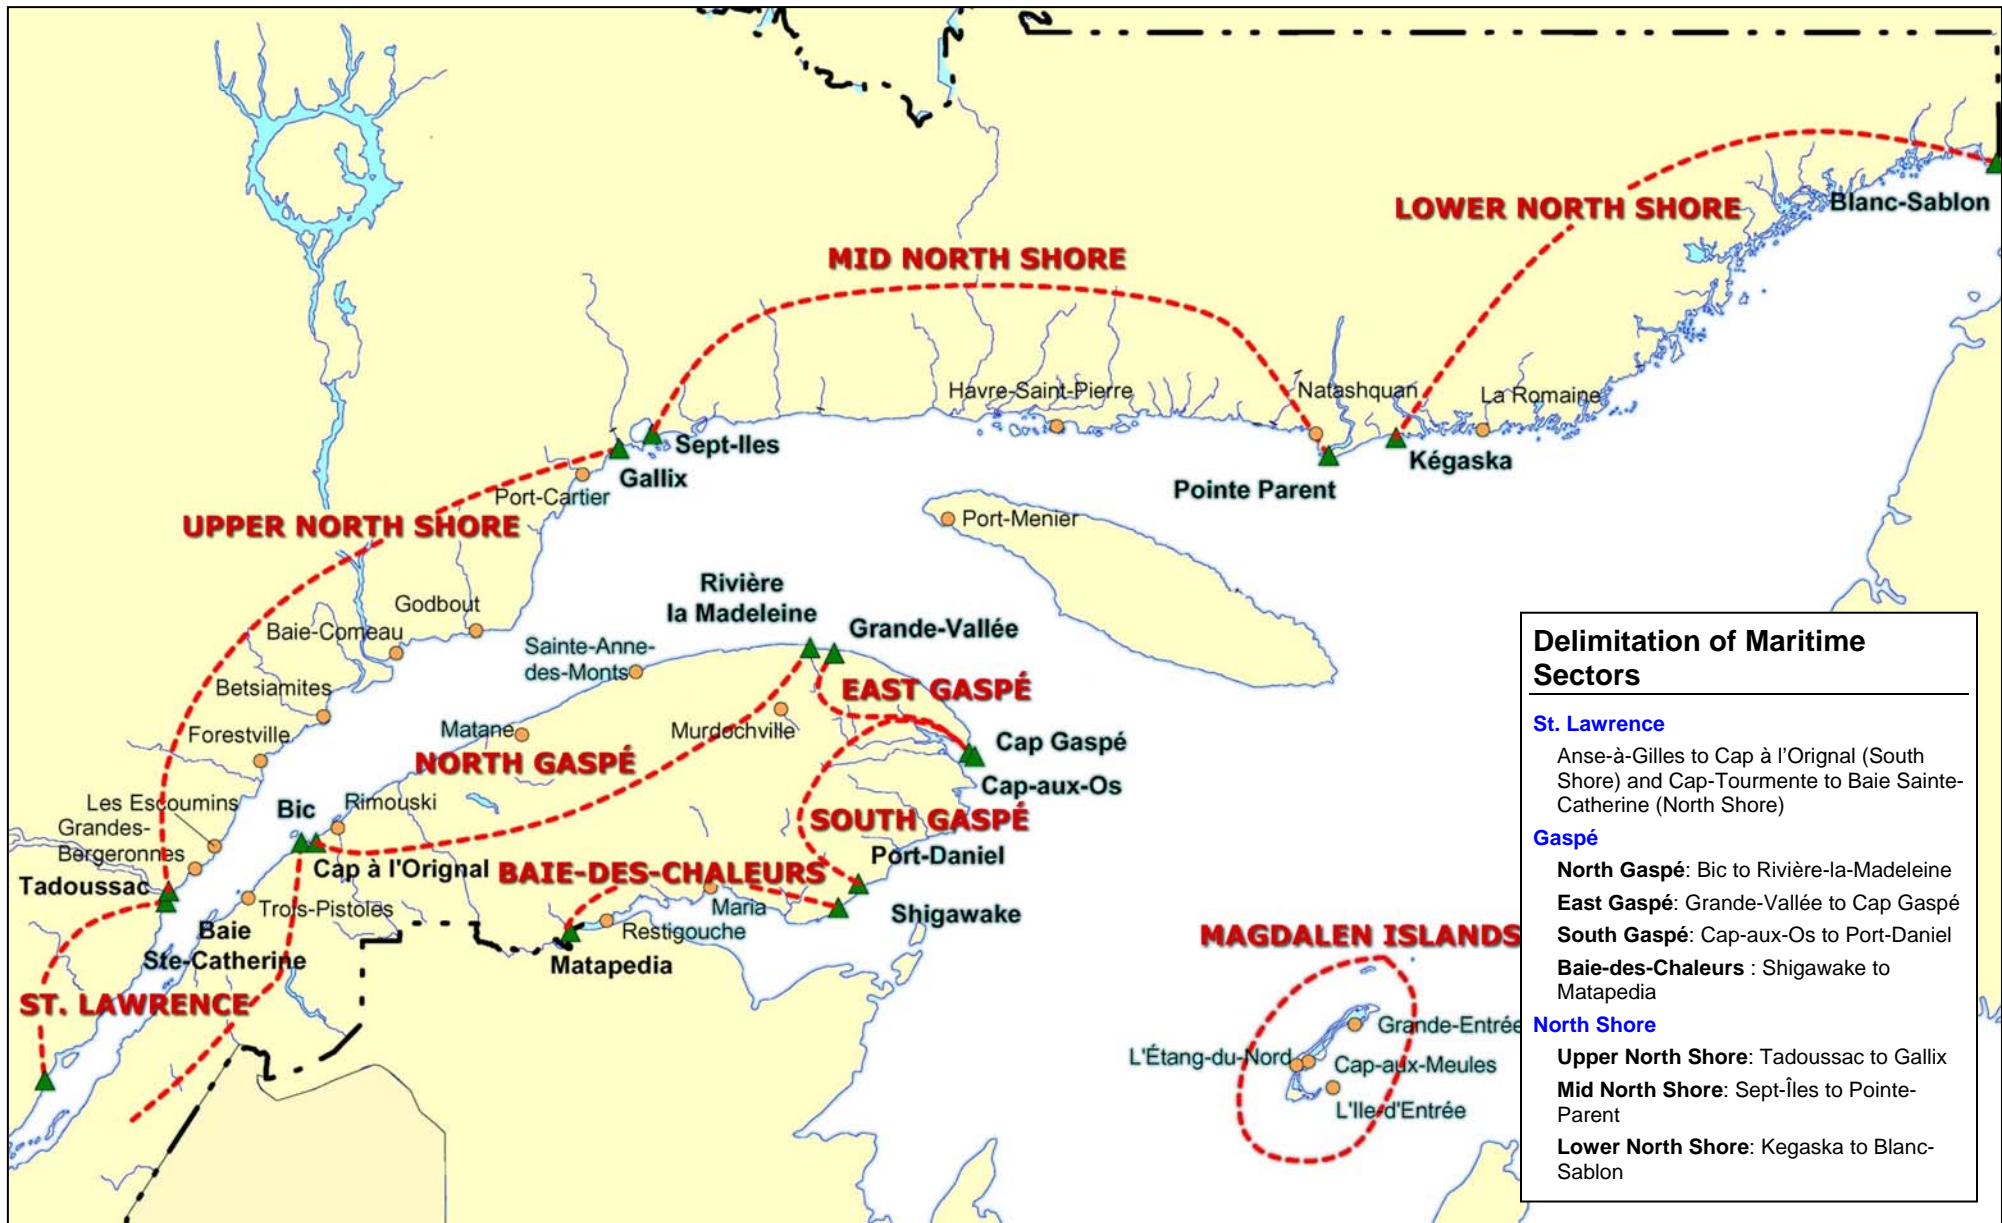 Blanc-Sablon
LOWER NORTH SHORE
MID NORTH SHORE
Havre-Saint-Pierre
Natashquan
La Romaine
Sept-Iles
Gallix
Kégaska
Pointe Parent
Port-Cartier
UPPER NORTH SHORE
Port-Menier
Rivière
la Madeleine
Grande-Vallée
Godbout
Baie-Comeau
Sainte-Anne-
des-Monts
Betsiamites
EAST GASPÉ
Forestville
Matane
Murdochville
Cap Gaspé
NORTH GASPÉ
Cap-aux-Os
Les Escoumins
Bic
Rimouski
Grandes-
Bergeronnes
SOUTH GASPÉ
Port-Daniel
Cap à l'Orignal
BAIE-DES-CHALEURS
Tadoussac
Trois-Pistoles
Maria
Shigawake
Baie
Ste-Catherine
Restigouche
Matapedia
MAGDALEN ISLANDS
ST. LAWRENCE
Grande-Entrée
L'Étang-du-Nord
Cap-aux-Meules
L'Ile-d'Entrée
Delimitation of Maritime
Sectors
St. Lawrence
Anse-à-Gilles to Cap à l’Orignal (South
Shore) and Cap-Tourmente to Baie Sainte-
Catherine (North Shore)
Gaspé
North Gaspé: Bic to Rivière-la-Madeleine
East Gaspé: Grande-Vallée to Cap Gaspé
South Gaspé: Cap-aux-Os to Port-Daniel
Baie-des-Chaleurs : Shigawake to
Matapedia
North Shore
Upper North Shore: Tadoussac to Gallix
Mid North Shore: Sept-Îles to Pointe-
Parent
Lower North Shore: Kegaska to Blanc-
Sablon